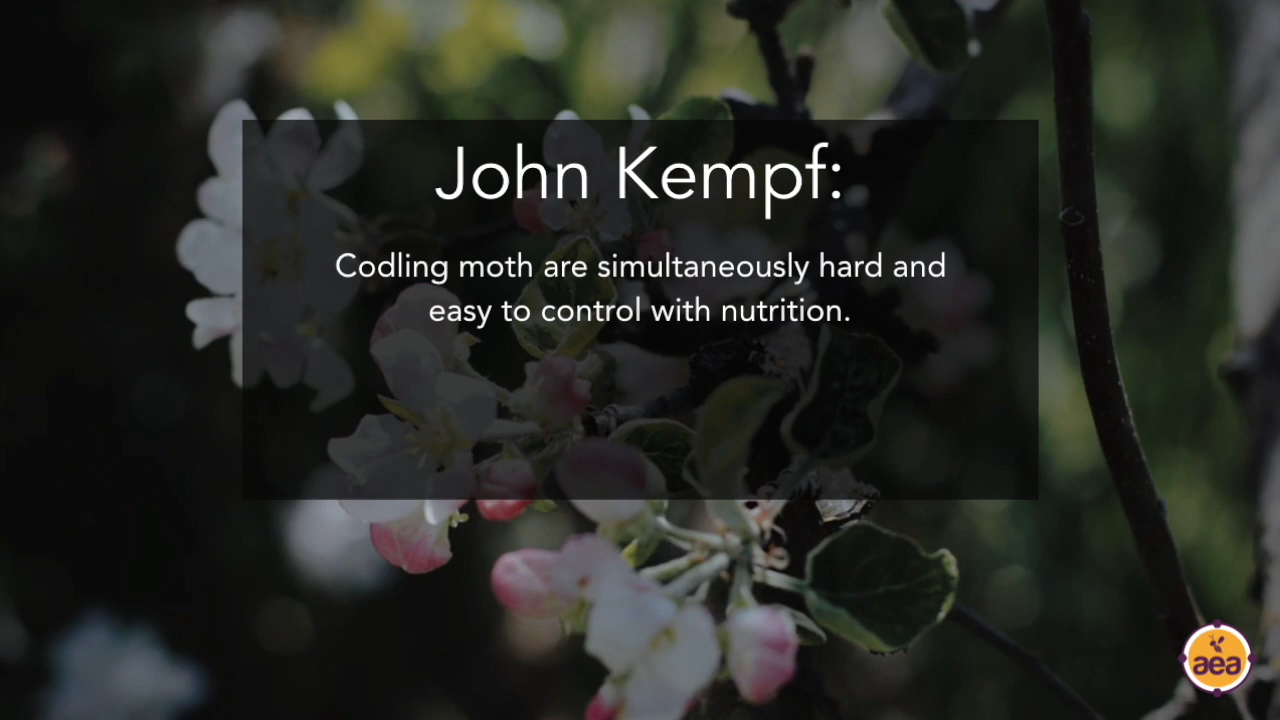 John Kempf:
Codling moth are simultaneously hard and
easy to control with nutrition.
aea